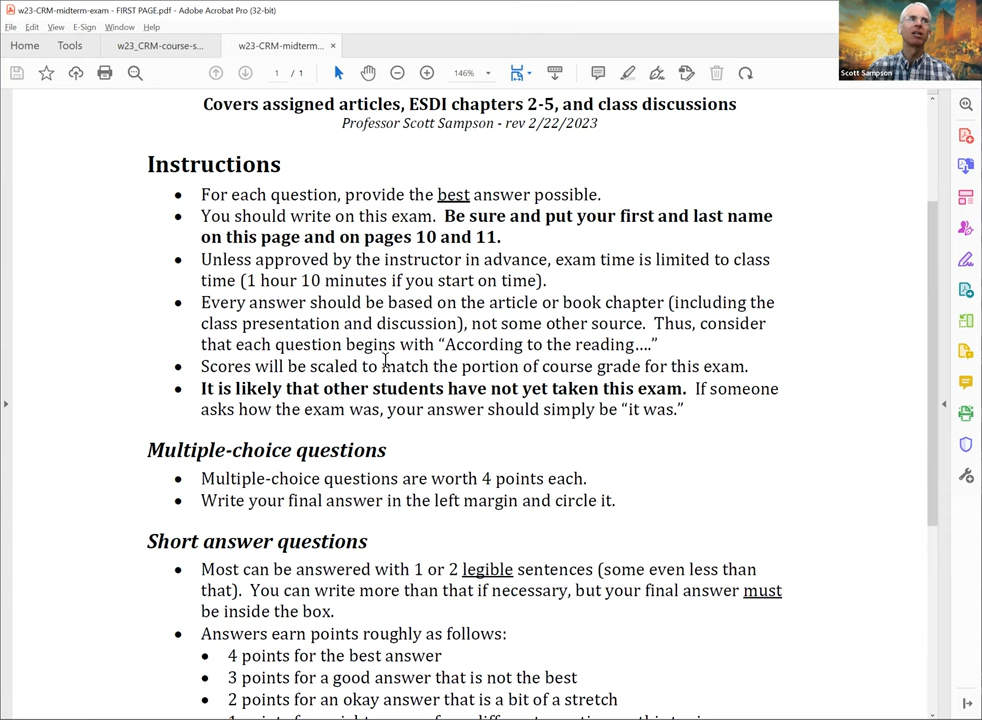 w23-CRM-midterm-exam - FIRST PAGE.pdf - Adobe Acrobat Pro (32-bit)
File Edit View E-Sign Window Help
Home Tools w23_CRM-course-s... w23-CRM-midterm... ×
1 / 1 146%
Scott Sampson
Covers assigned articles, ESDI chapters 2-5, and class discussions
Professor Scott Sampson - rev 2/22/2023
Instructions
• For each question, provide the best answer possible.
• You should write on this exam. Be sure and put your first and last name
on this page and on pages 10 and 11.
• Unless approved by the instructor in advance, exam time is limited to class
time (1 hour 10 minutes if you start on time).
• Every answer should be based on the article or book chapter (including the
class presentation and discussion), not some other source. Thus, consider
that each question begins with “According to the reading….”
• Scores will be scaled to match the portion of course grade for this exam.
• It is likely that other students have not yet taken this exam. If someone
asks how the exam was, your answer should simply be “it was.”
Multiple-choice questions
• Multiple-choice questions are worth 4 points each.
• Write your final answer in the left margin and circle it.
Short answer questions
• Most can be answered with 1 or 2 legible sentences (some even less than
that). You can write more than that if necessary, but your final answer must
be inside the box.
• Answers earn points roughly as follows:
• 4 points for the best answer
• 3 points for a good answer that is not the best
• 2 points for an okay answer that is a bit of a stretch